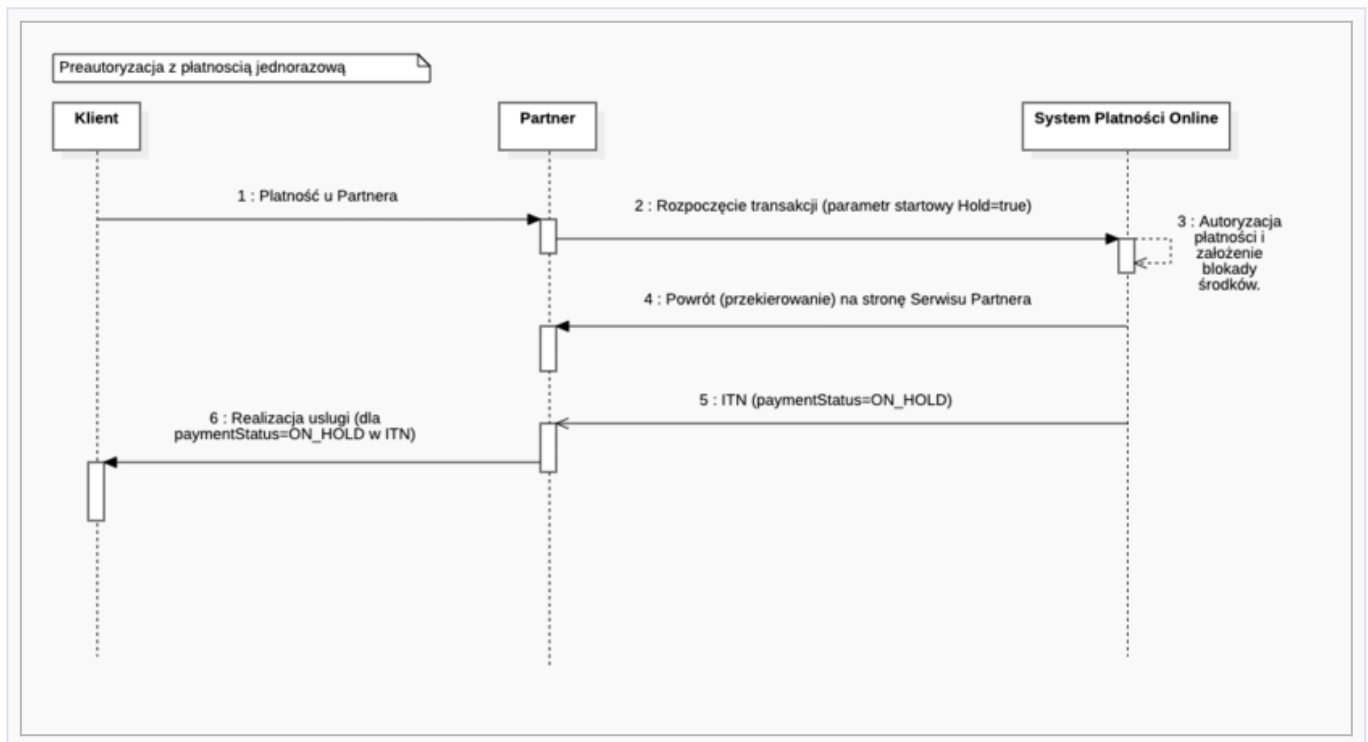 Preautoryzacja z płatnoscią jednorazową
Klient
Partner
System Płatności Online
1 : Płatność u Partnera
2 : Rozpoczęcie transakcji (parametr startowy Hold=true)
3 : Autoryzacja
płatności i
założenie
blokady
środków.
4 : Powrót (przekierowanie) na stronę Serwisu Partnera
5 : ITN (paymentStatus=ON_HOLD)
6 : Realizacja usługi (dla
paymentStatus=ON_HOLD w ITN)